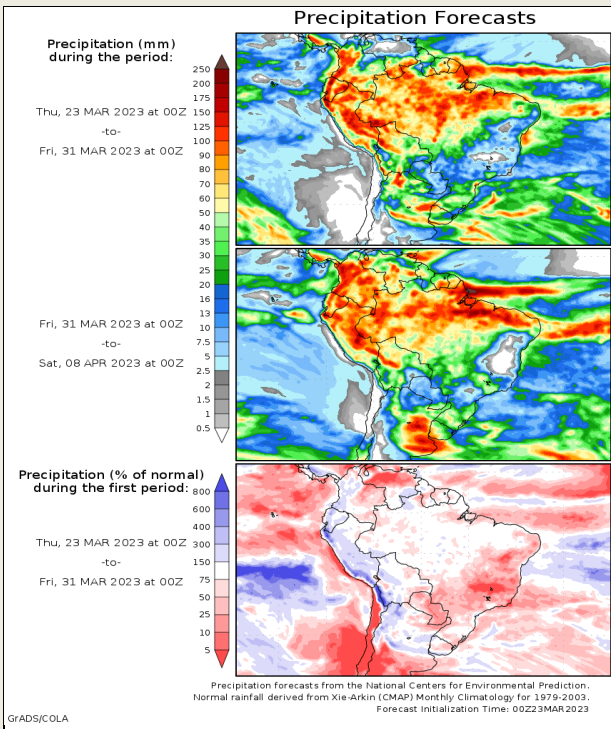 Precipitation Forecasts
Precipitation (mm)
during the period:
Thu, 23 MAR 2023 at 00Z
-to-
Fri, 31 MAR 2023 at 00Z
250
200
175
150
125
100
90
80
70
60
50
40
35
30
25
20
16
13
10
7.5
5
2.5
2
1.5
1
0.5
Fri, 31 MAR 2023 at 00Z
-to-
Sat, 08 APR 2023 at 00Z
Precipitation (% of normal)
during the first period:
Thu, 23 MAR 2023 at 00Z
-to-
Fri, 31 MAR 2023 at 00Z
800
600
400
300
150
75
50
25
10
5
Precipitation forecasts from the National Centers for Environmental Prediction.
Normal rainfall derived from Xie-Arkin (CMAP) Monthly Climatology for 1979-2003.
Forecast Initialization Time: 00Z23MAR2023
GrADS/COLA